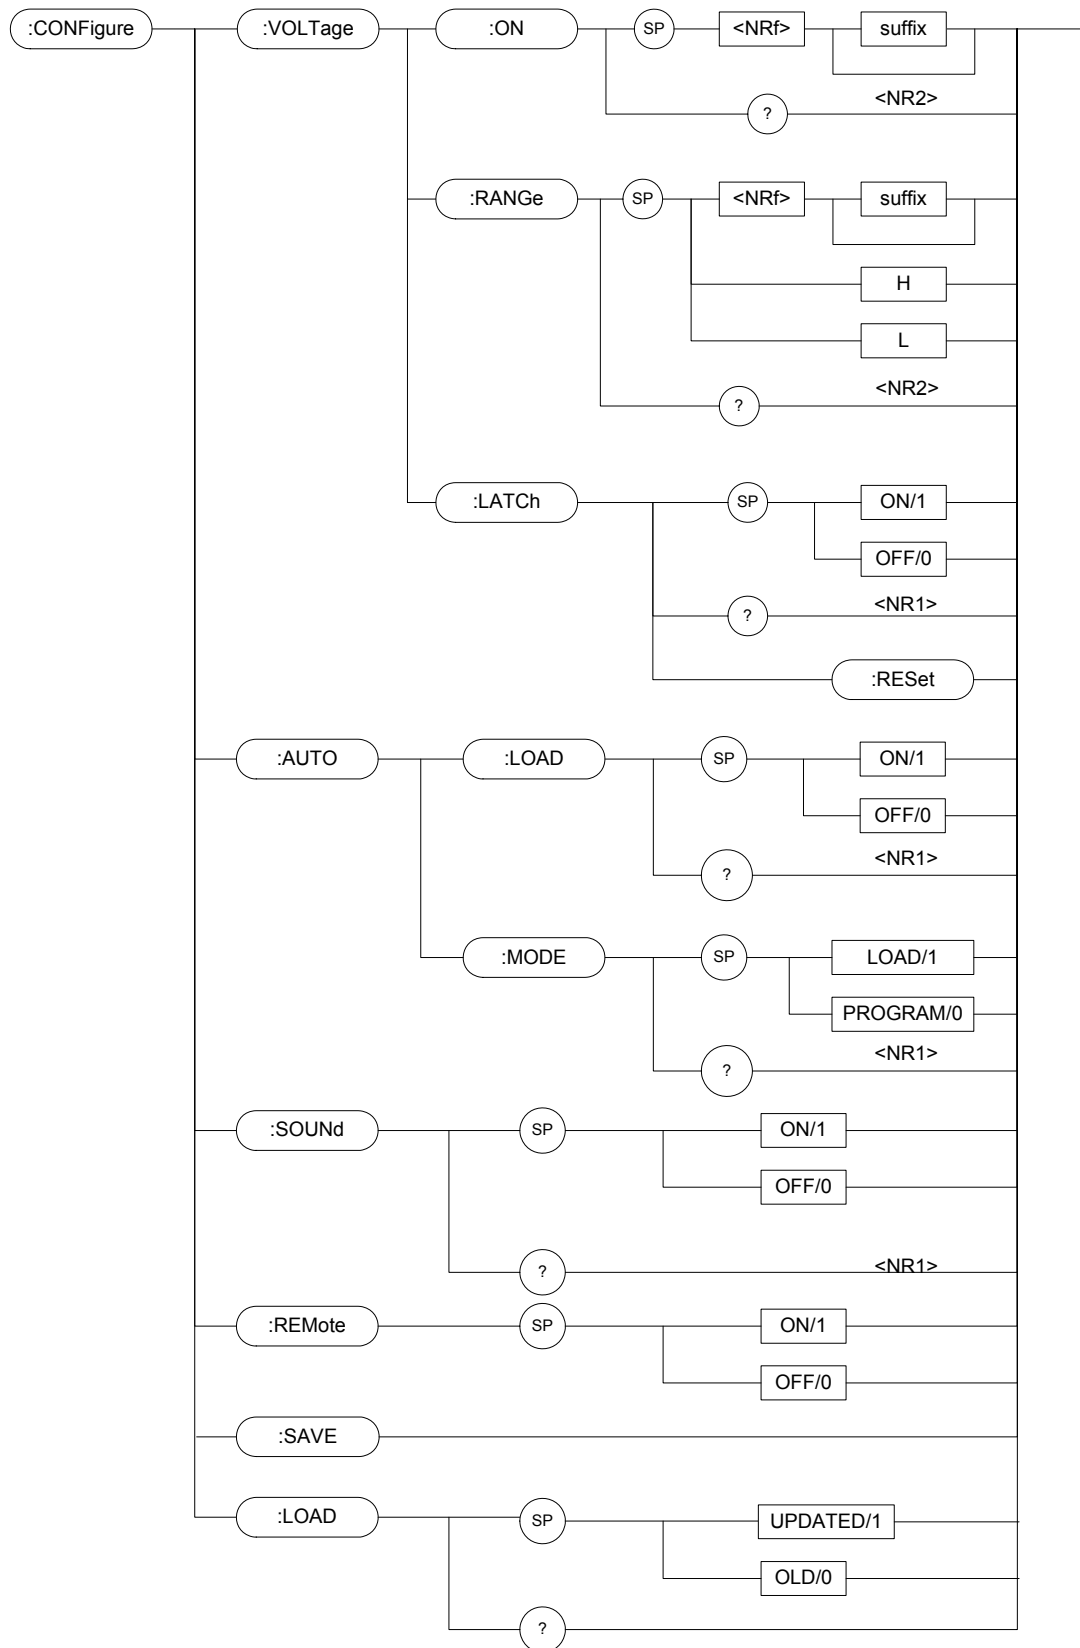 :CONFigure :VOLTage :ON SP <NRf> suffix
? <NR2>
:RANGe SP <NRf> suffix
H
L
? <NR2>
:LATCh SP ON/1
OFF/0
? <NR1>
:RESet
:AUTO :LOAD SP ON/1
OFF/0
? <NR1>
:MODE SP LOAD/1
PROGRAM/0
? <NR1>
:SOUNd SP ON/1
OFF/0
? <NR1>
:REMote SP ON/1
OFF/0
:SAVE
:LOAD SP UPDATED/1
OLD/0
?